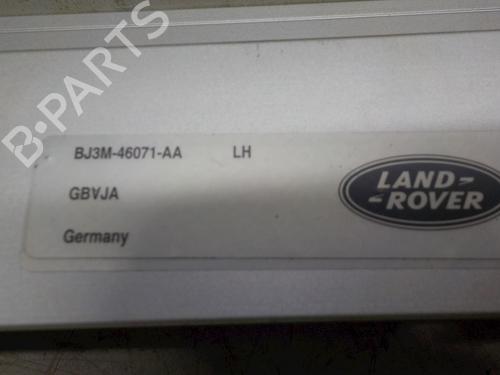 B-PARTS
BJ3M-46071-AA LH
GBVJA
Germany
LAND-
-ROVER